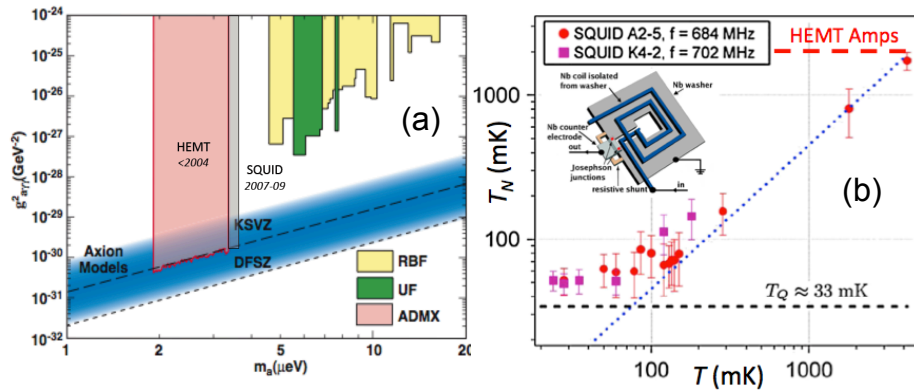 10^-24
10^-25
10^-26
10^-27
10^-28
10^-29
10^-30
10^-31
10^-32
g²aγγ(GeV⁻²)
(a)
HEMT
<2004
SQUID
2007-09
KSVZ
Axion
Models
DFSZ
RBF
UF
ADMX
1
2
5
10
20
m_a(μeV)
SQUID A2-5, f = 684 MHz
SQUID K4-2, f = 702 MHz
HEMT Amps
Nb coil isolated
from washer
Nb washer
Nb counter
electrode
out
Josephson
junctions
resistive shunt
in
(b)
T_N (mK)
1000
100
T_Q ≈ 33 mK
100
1000
T (mK)